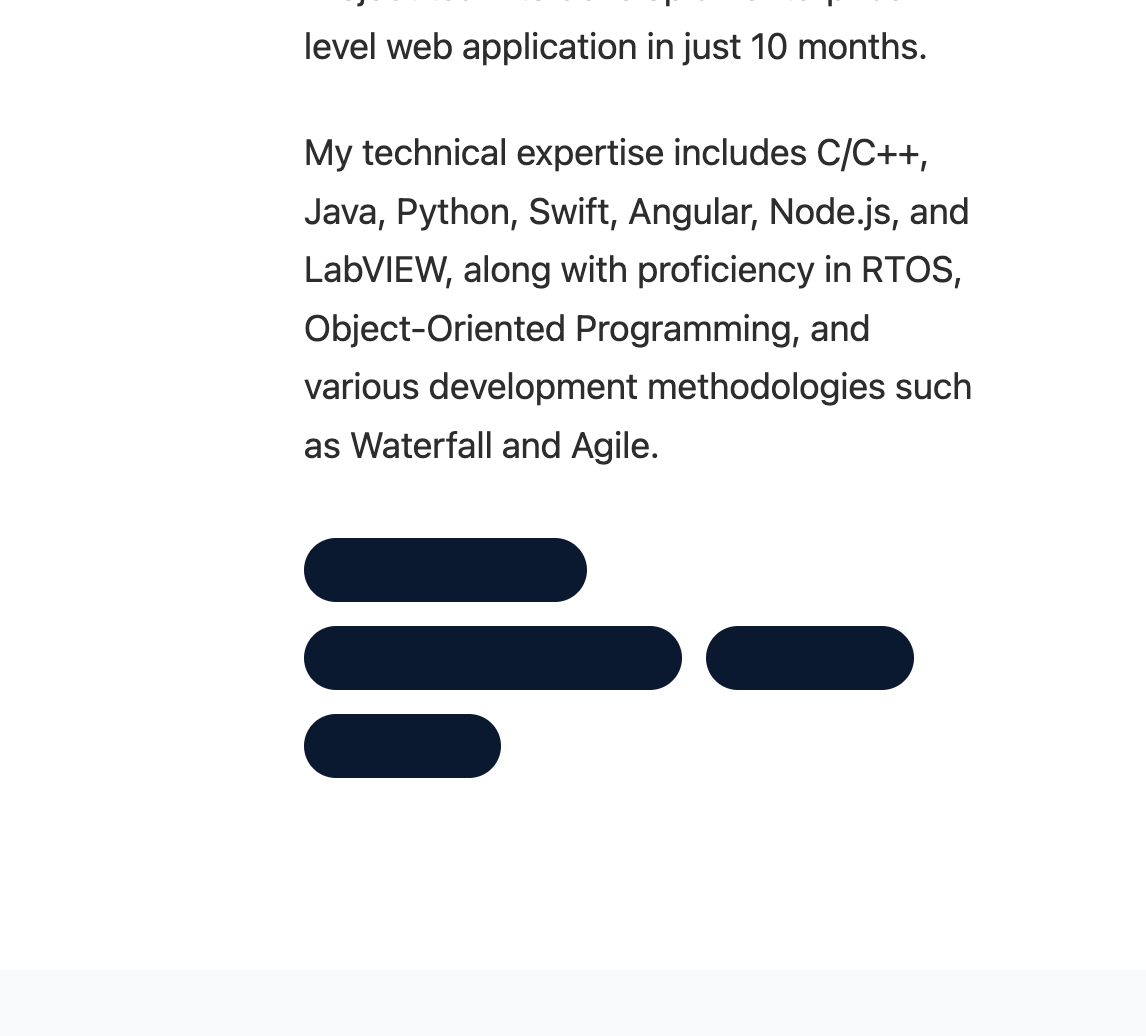 level web application in just 10 months.
My technical expertise includes C/C++,
Java, Python, Swift, Angular, Node.js, and
LabVIEW, along with proficiency in RTOS,
Object-Oriented Programming, and
various development methodologies such
as Waterfall and Agile.